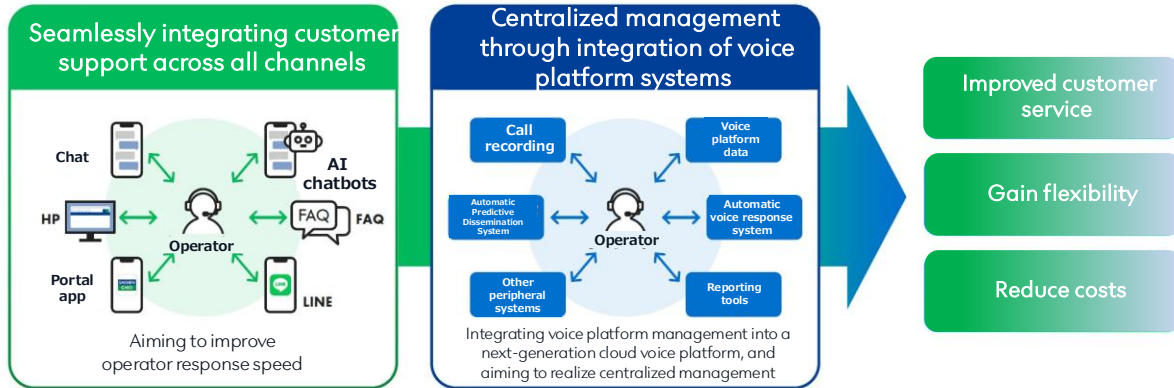 Seamlessly integrating customer
support across all channels
Chat
AI
chatbots
HP
FAQ
FAQ
Operator
Portal
app
LINE
LINE
Aiming to improve
operator response speed
Centralized management
through integration of voice
platform systems
Call
recording
Voice
platform
data
Automatic
Predictive
Dissemination
System
Automatic
voice response
system
Operator
Other
peripheral
systems
Reporting
tools
Integrating voice platform management into a
next-generation cloud voice platform, and
aiming to realize centralized management
Improved customer
service
Gain flexibility
Reduce costs